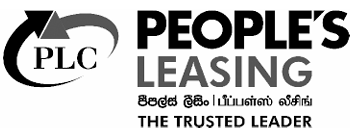 PLC
PEOPLE'S
LEASING
පීපල්ස් ලීසිං | பீப்பள்ஸ் லீசிங்
THE TRUSTED LEADER